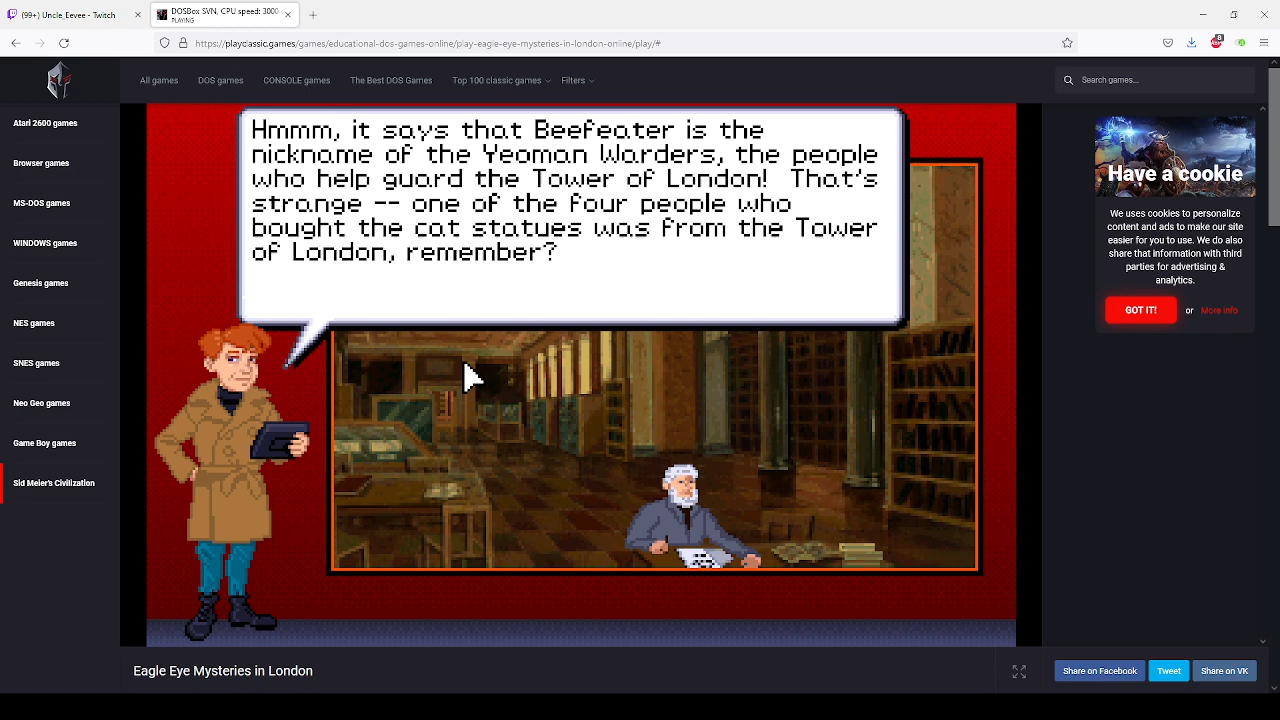 (99+) Uncle_Eevee - Twitch
DOSBox SVN, CPU speed: 3000
PLAYING
https://playclassic.games/games/educational-dos-games-online/play-eagle-eye-mysteries-in-london-online/play/#
8
All games
DOS games
CONSOLE games
The Best DOS Games
Top 100 classic games
Filters
Search games...
Atari 2600 games
Browser games
MS-DOS games
WINDOWS games
Genesis games
NES games
SNES games
Neo Geo games
Game Boy games
Sid Meier's Civilization
Hmmm, it says that Beefeater is the
nickname of the Yeoman Warders, the people
who help guard the Tower of London! That's
strange -- one of the four people who
bought the cat statues was from the Tower
of London, remember?
Have a cookie
We uses cookies to personalize
content and ads to make our site
easier for you to use. We do also
share that information with third
parties for advertising &
analytics.
GOT IT!
or
More info
Eagle Eye Mysteries in London
Share on Facebook
Tweet
Share on VK